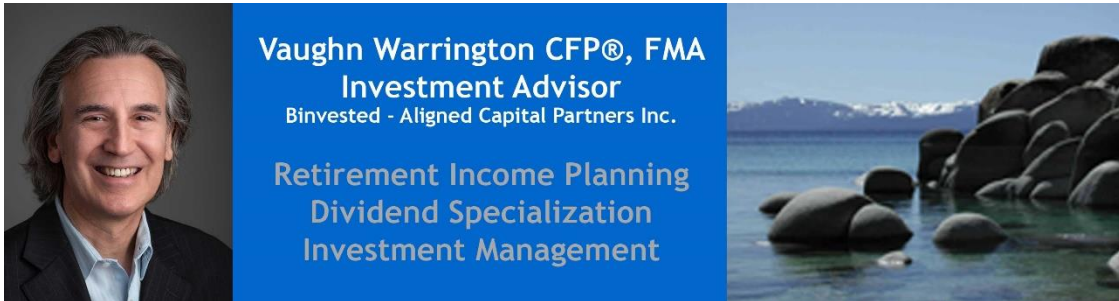 Vaughn Warrington CFP®, FMA
Investment Advisor
Binvested - Aligned Capital Partners Inc.
Retirement Income Planning
Dividend Specialization
Investment Management